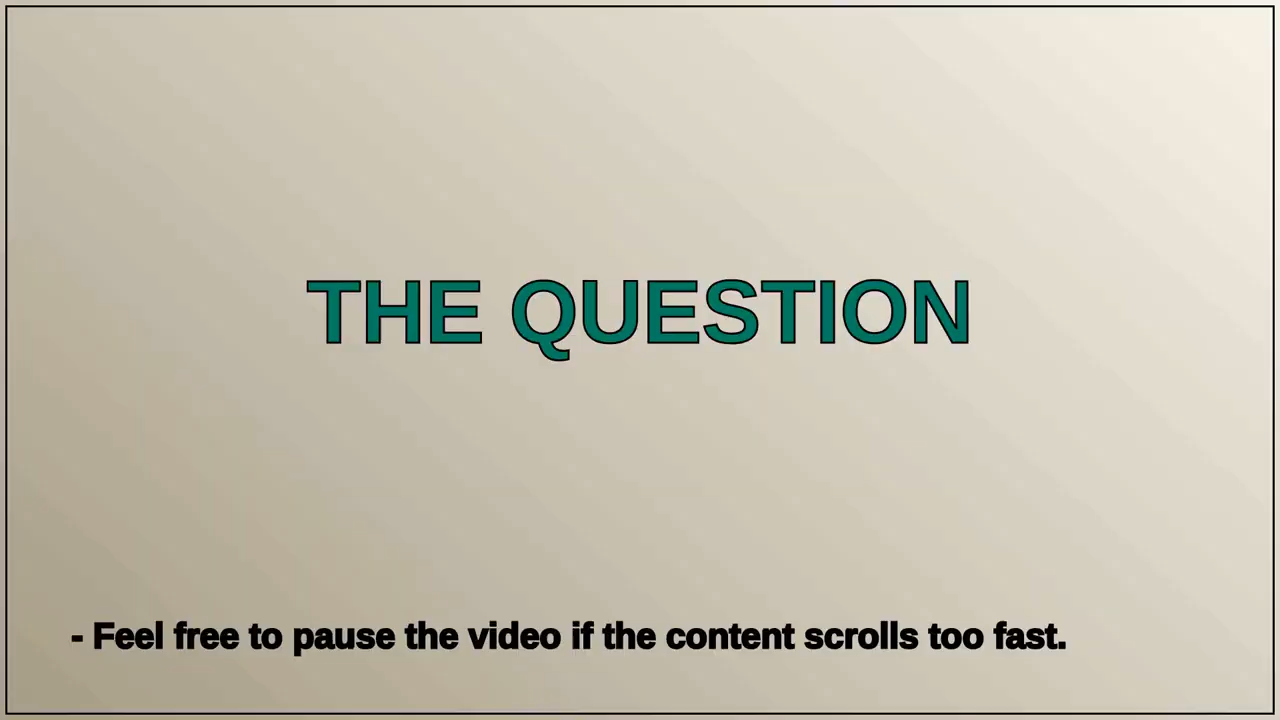 THE QUESTION
- Feel free to pause the video if the content scrolls too fast.